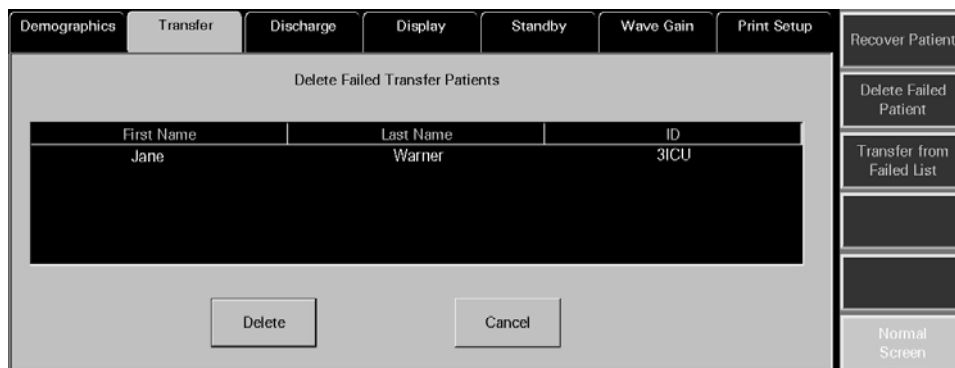 Demographics Transfer Discharge Display Standby Wave Gain Print Setup
Recover Patient
Delete Failed Transfer Patients
Delete Failed
Patient
First Name Last Name ID
Jane Warner 3ICU
Transfer from
Failed List
Delete Cancel
Normal
Screen